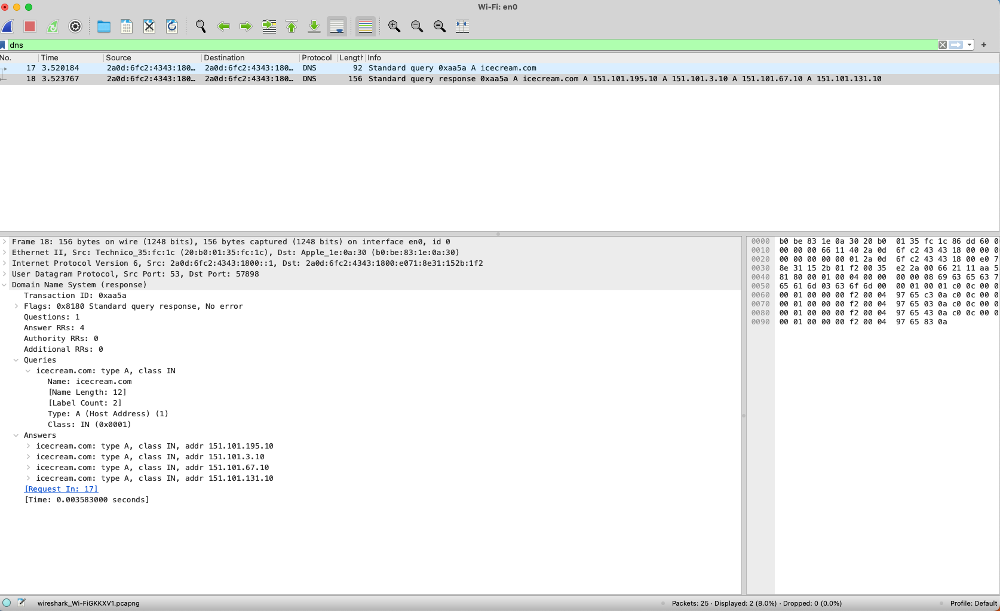 Wi-Fi: en0
dns
No. Time Source Destination Protocol Length Info
17 3.520184 2a0d:6fc2:4343:180… 2a0d:6fc2:4343:180… DNS 92 Standard query 0xaa5a A icecream.com
18 3.523767 2a0d:6fc2:4343:180… 2a0d:6fc2:4343:180… DNS 156 Standard query response 0xaa5a A icecream.com A 151.101.195.10 A 151.101.3.10 A 151.101.67.10 A 151.101.131.10
Frame 18: 156 bytes on wire (1248 bits), 156 bytes captured (1248 bits) on interface en0, id 0
Ethernet II, Src: Technico_35:fc:1c (20:b0:01:35:fc:1c), Dst: Apple_1e:0a:30 (b0:be:83:1e:0a:30)
Internet Protocol Version 6, Src: 2a0d:6fc2:4343:1800::1, Dst: 2a0d:6fc2:4343:1800:e071:8e31:152b:1f2
User Datagram Protocol, Src Port: 53, Dst Port: 57898
Domain Name System (response)
Transaction ID: 0xaa5a
Flags: 0x8180 Standard query response, No error
Questions: 1
Answer RRs: 4
Authority RRs: 0
Additional RRs: 0
Queries
icecream.com: type A, class IN
Name: icecream.com
[Name Length: 12]
[Label Count: 2]
Type: A (Host Address) (1)
Class: IN (0x0001)
Answers
icecream.com: type A, class IN, addr 151.101.195.10
icecream.com: type A, class IN, addr 151.101.3.10
icecream.com: type A, class IN, addr 151.101.67.10
icecream.com: type A, class IN, addr 151.101.131.10
[Request In: 17]
[Time: 0.003583000 seconds]
0000 b0 be 83 1e 0a 30 20 b0 01 35 fc 1c 86 dd 60
0010 00 00 00 66 11 40 2a 0d 6f c2 43 43 18 00 00
0020 00 00 00 00 00 01 2a 0d 6f c2 43 43 18 00 e0
0030 8e 31 15 2b 01 f2 00 35 e2 2a 00 66 21 11 aa
0040 81 80 00 01 00 04 00 00 00 00 08 69 63 65 63
0050 65 61 6d 03 63 6f 6d 00 00 01 00 01 c0 0c 00
0060 00 01 00 00 00 f2 00 04 97 65 c3 0a c0 0c 00
0070 00 01 00 00 00 f2 00 04 97 65 03 0a c0 0c 00
0080 00 01 00 00 00 f2 00 04 97 65 43 0a c0 0c 00
0090 00 01 00 00 00 f2 00 04 97 65 83 0a
wireshark_Wi-FiGKKXV1.pcapng
Packets: 25 · Displayed: 2 (8.0%) · Dropped: 0 (0.0%)
Profile: Default